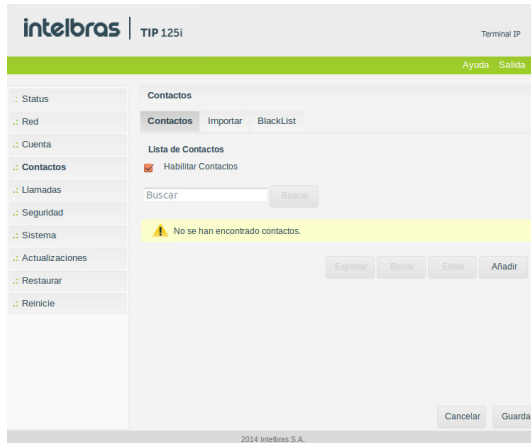 intelbras TIP 125i
Terminal IP
Ayuda Salida
.: Status
.: Red
.: Cuenta
.: Contactos
.: Llamadas
.: Seguridad
.: Sistema
.: Actualizaciones
.: Restaurar
.: Reinicie
Contactos
Contactos Importar BlackList
Lista de Contactos
Habilitar Contactos
Buscar Buscar
No se han encontrado contactos.
Exportar Borrar Editar Añadir
Cancelar Guarda
2014 Intelbras S.A.